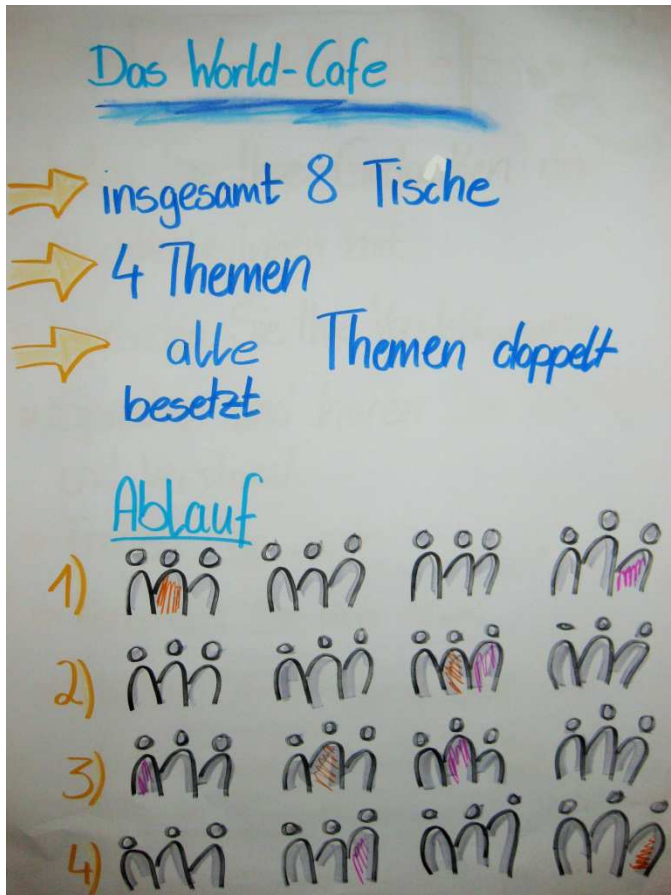 Das World-Cafe
insgesamt 8 Tische
4 Themen
alle Themen doppelt
besetzt
Ablauf
1)
2)
3)
4)